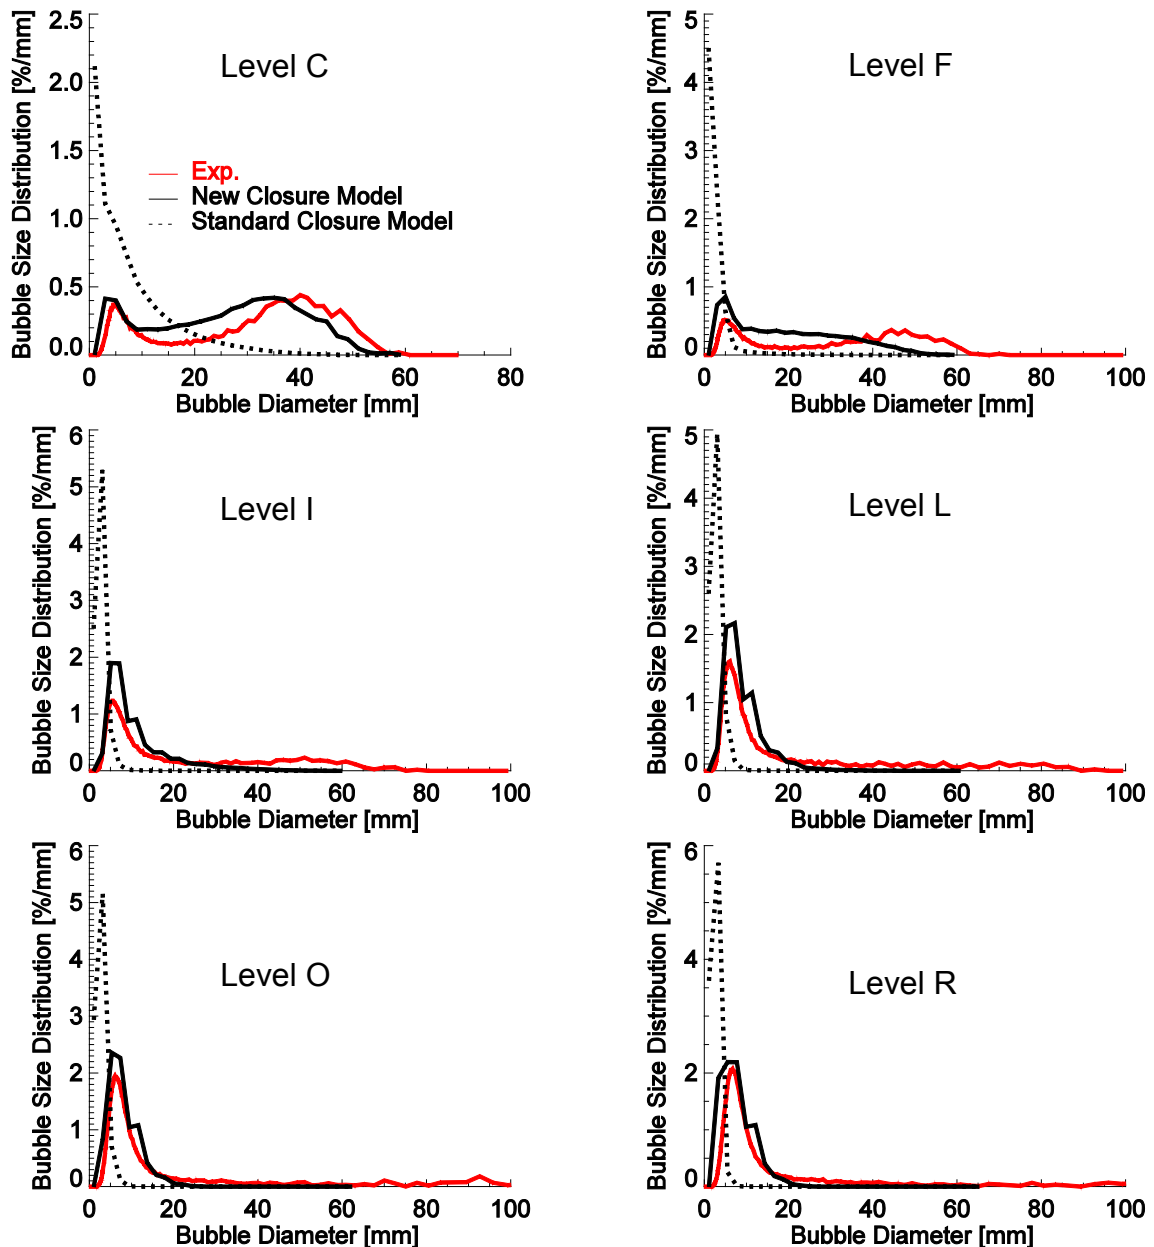 Bubble Size Distribution [%/mm]
2.5
2.0
1.5
1.0
0.5
0.0
Level C
Exp.
New Closure Model
Standard Closure Model
0 20 40 60 80
Bubble Diameter [mm]
Bubble Size Distribution [%/mm]
5
4
3
2
1
0
Level F
0 20 40 60 80 100
Bubble Diameter [mm]
Bubble Size Distribution [%/mm]
6
5
4
3
2
1
0
Level I
0 20 40 60 80 100
Bubble Diameter [mm]
Bubble Size Distribution [%/mm]
5
4
3
2
1
0
Level L
0 20 40 60 80 100
Bubble Diameter [mm]
Bubble Size Distribution [%/mm]
6
5
4
3
2
1
0
Level O
0 20 40 60 80 100
Bubble Diameter [mm]
Bubble Size Distribution [%/mm]
6
4
2
0
Level R
0 20 40 60 80 100
Bubble Diameter [mm]